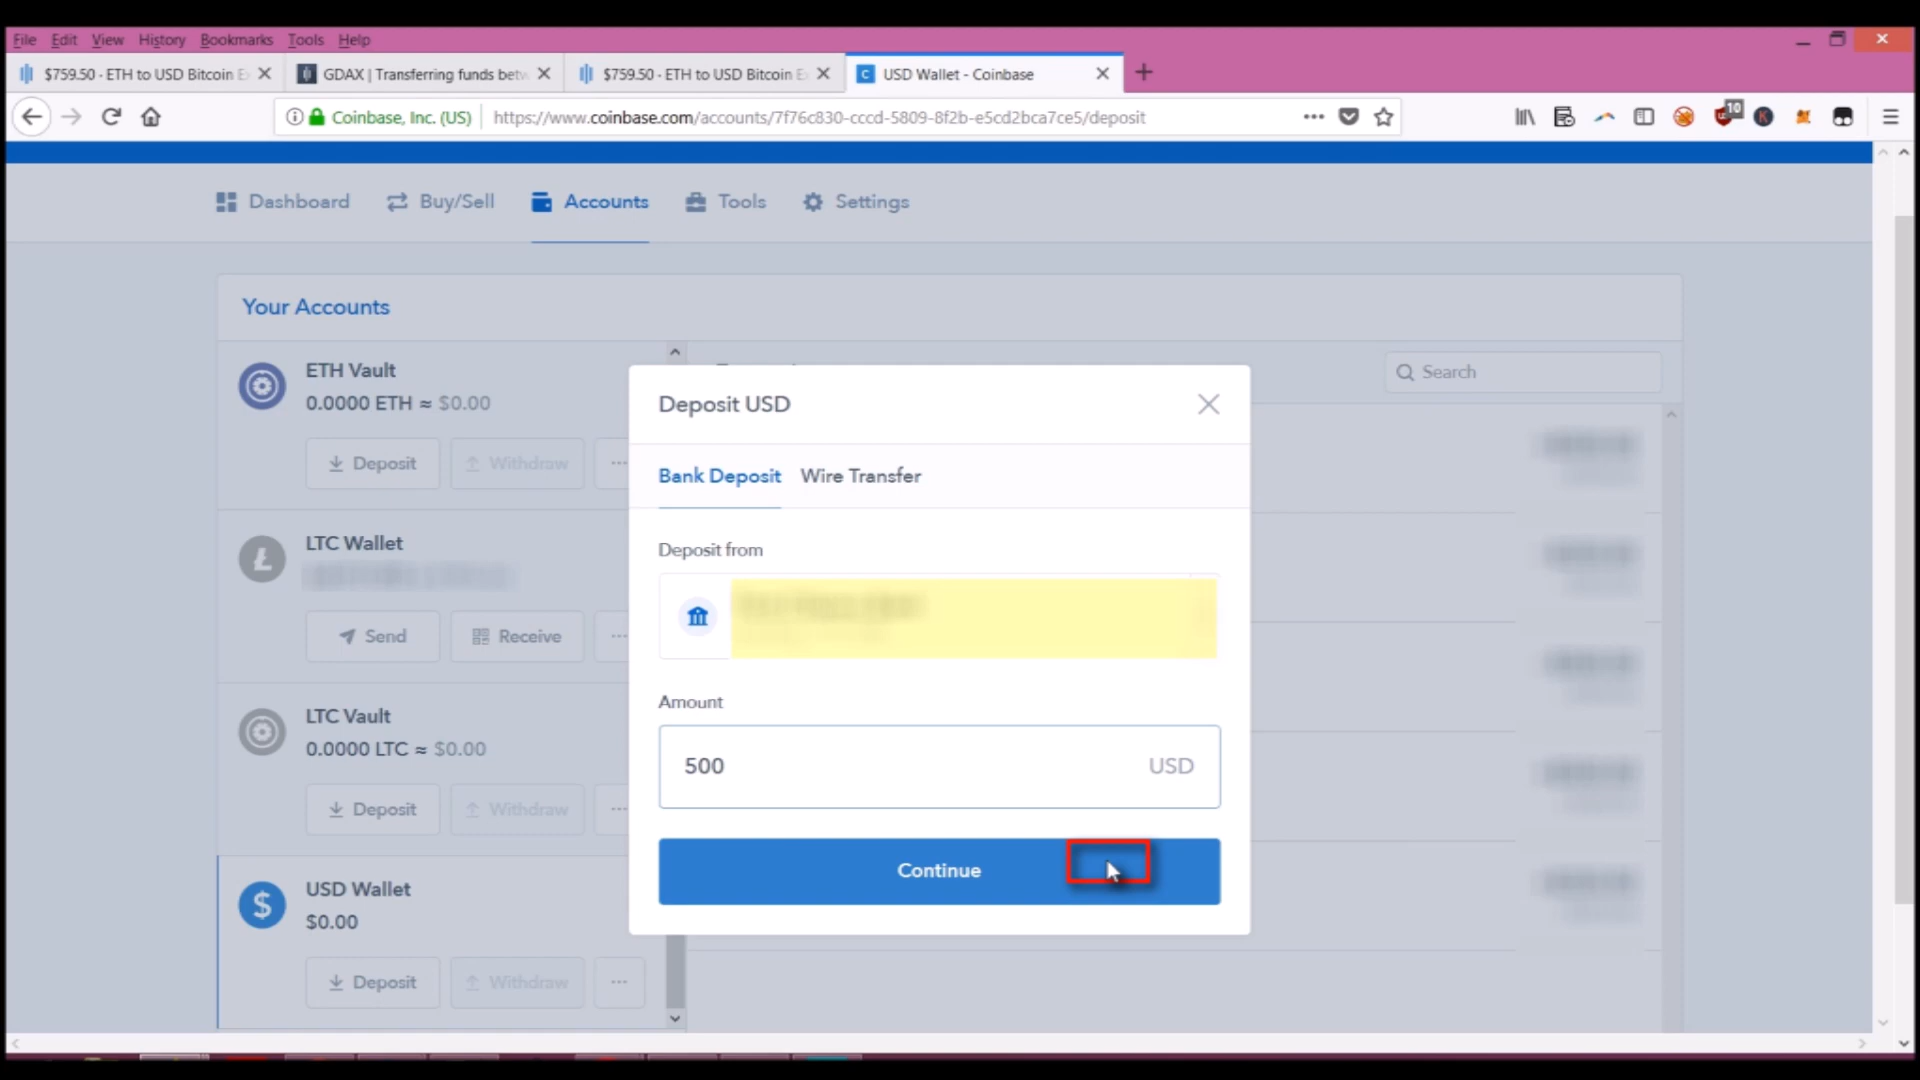 File Edit View History Bookmarks Tools Help
$759.50 - ETH to USD Bitcoin E
GDAX | Transferring funds betw
$759.50 - ETH to USD Bitcoin E
USD Wallet - Coinbase
Coinbase, Inc. (US)
https://www.coinbase.com/accounts/7f76c830-cccd-5809-8f2b-e5cd2bca7ce5/deposit
10
Dashboard Buy/Sell Accounts Tools Settings
Your Accounts
ETH Vault
0.0000 ETH ≈ $0.00
Deposit Withdraw ...
LTC Wallet
Send Receive ...
LTC Vault
0.0000 LTC ≈ $0.00
Deposit Withdraw ...
USD Wallet
$0.00
Deposit Withdraw ...
Search
Deposit USD
Bank Deposit Wire Transfer
Deposit from
Amount
500 USD
Continue